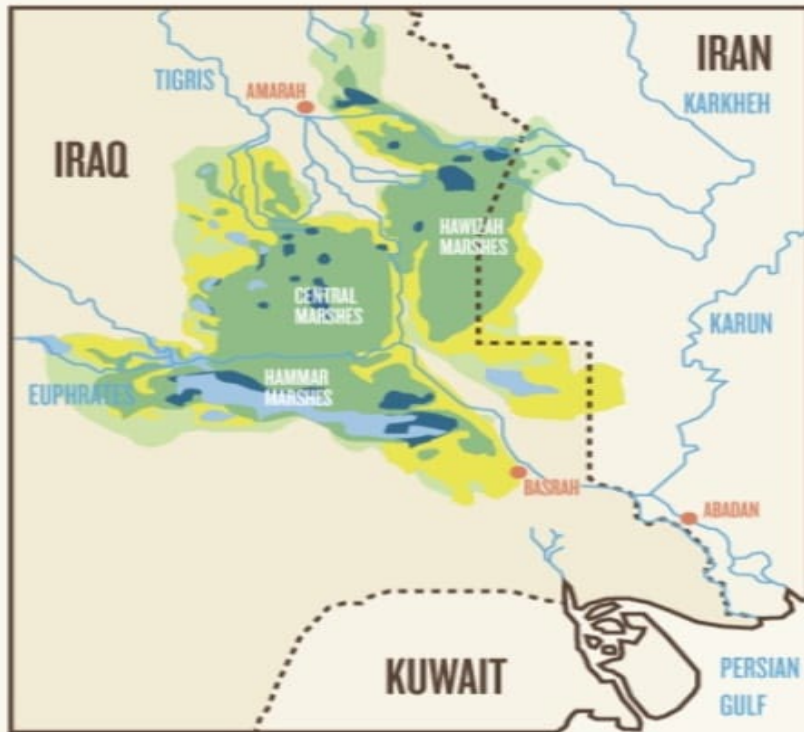 IRAN
TIGRIS
AMARAH
KARKHEH
IRAQ
HAWIZAH
MARSHES
CENTRAL
MARSHES
KARUN
HAMMAR
MARSHES
EUPHRATES
BASRAH
ABADAN
KUWAIT
PERSIAN
GULF